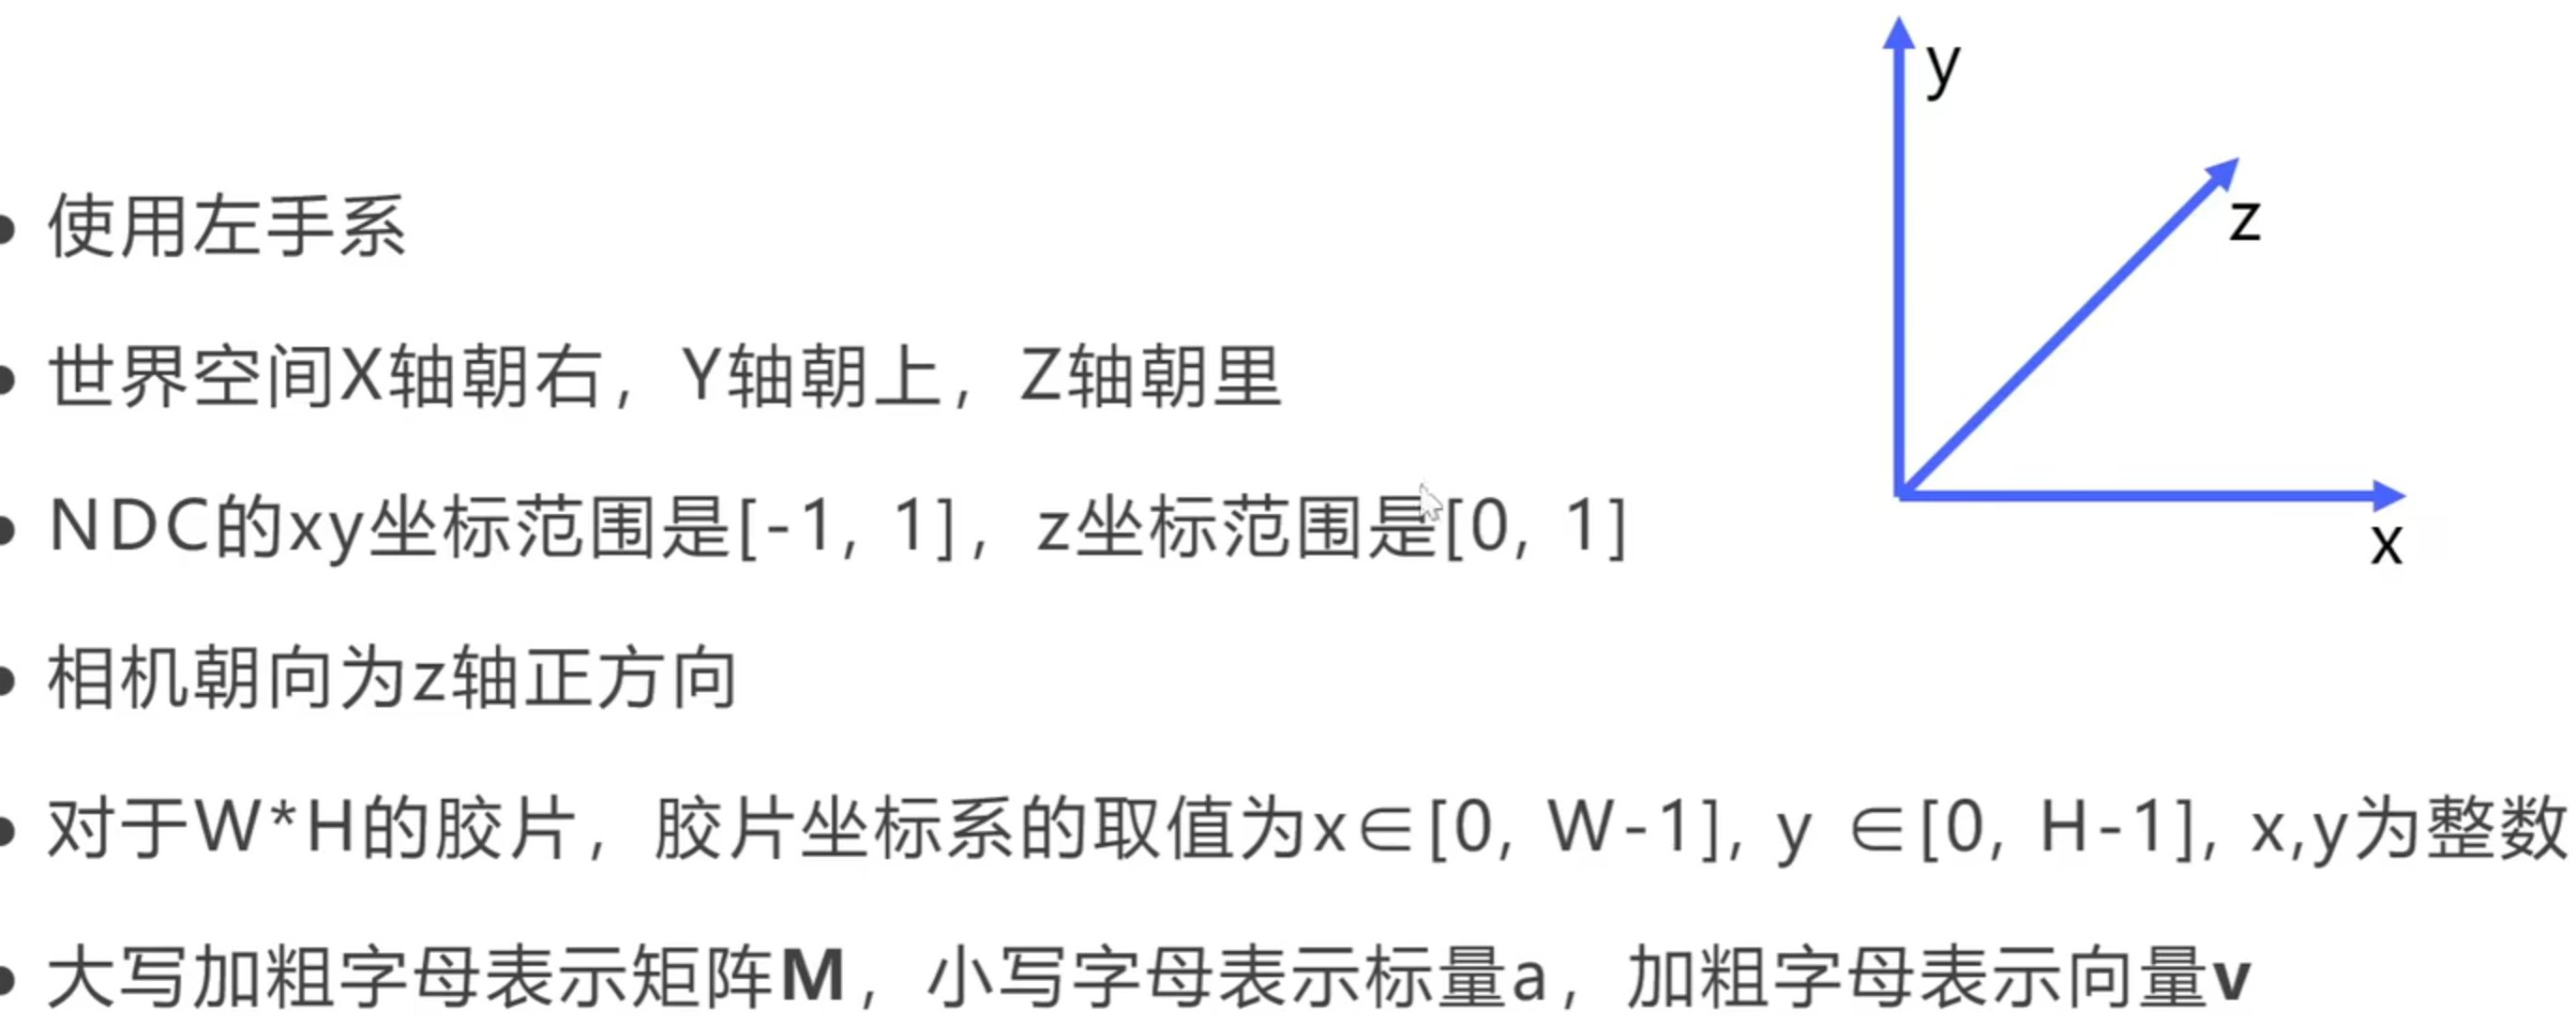 y
z
x
使用左手系
世界空间X轴朝右，Y轴朝上，Z轴朝里
NDC的xy坐标范围是[-1, 1]，z坐标范围是[0, 1]
相机朝向为z轴正方向
对于W*H的胶片，胶片坐标系的取值为x∈[0, W-1], y ∈[0, H-1], x,y为整数
大写加粗字母表示矩阵M，小写字母表示标量a，加粗字母表示向量v